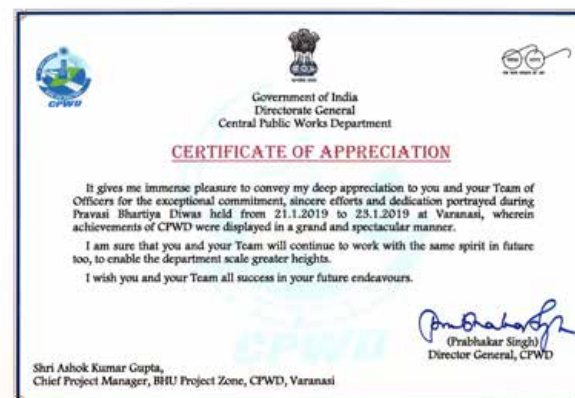 CPWD
Government of India
Directorate General
Central Public Works Department
CERTIFICATE OF APPRECIATION
It gives me immense pleasure to convey my deep appreciation to you and your Team of
Officers for the exceptional commitment, sincere efforts and dedication portrayed during
Pravasi Bhartiya Diwas held from 21.1.2019 to 23.1.2019 at Varanasi, wherein
achievements of CPWD were displayed in a grand and spectacular manner.
I am sure that you and your Team will continue to work with the same spirit in future
too, to enable the department scale greater heights.
I wish you and your Team all success in your future endeavours.
CPWD
(Prabhakar Singh)
Director General, CPWD
Shri Ashok Kumar Gupta,
Chief Project Manager, BHU Project Zone, CPWD, Varanasi